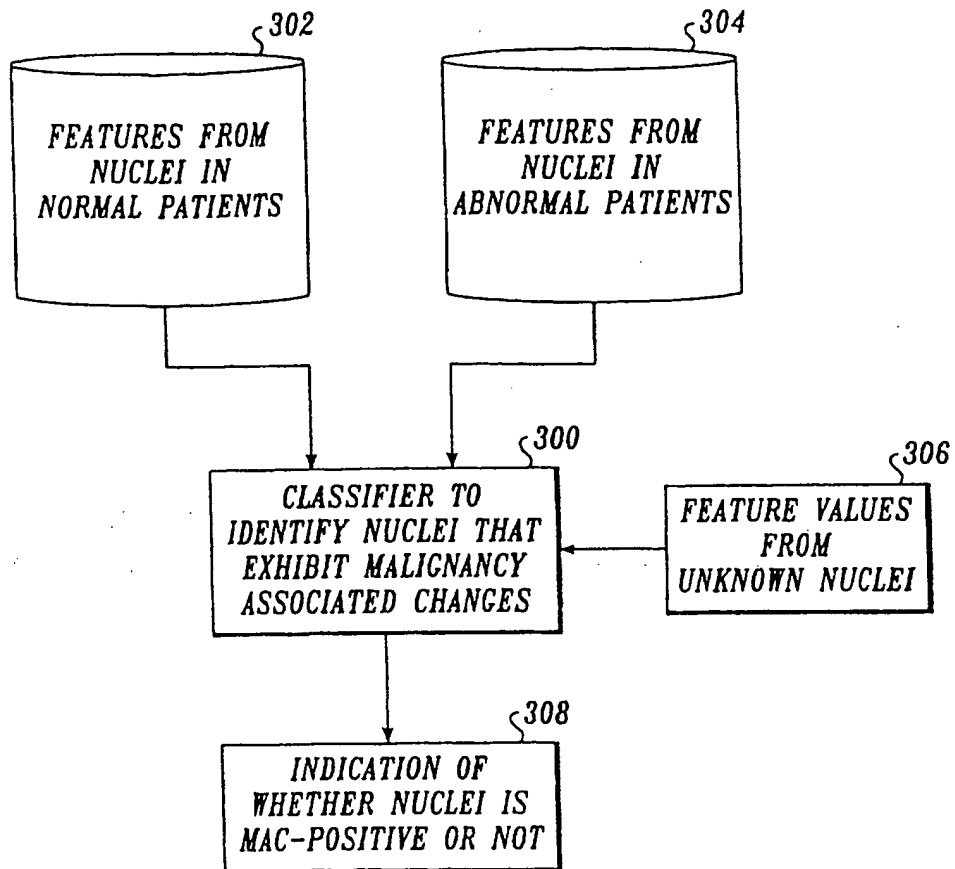 302
304
FEATURES FROM
NUCLEI IN
NORMAL PATIENTS
FEATURES FROM
NUCLEI IN
ABNORMAL PATIENTS
300
306
CLASSIFIER TO
IDENTIFY NUCLEI THAT
EXHIBIT MALIGNANCY
ASSOCIATED CHANGES
FEATURE VALUES
FROM
UNKNOWN NUCLEI
308
INDICATION OF
WHETHER NUCLEI IS
MAC-POSITIVE OR NOT